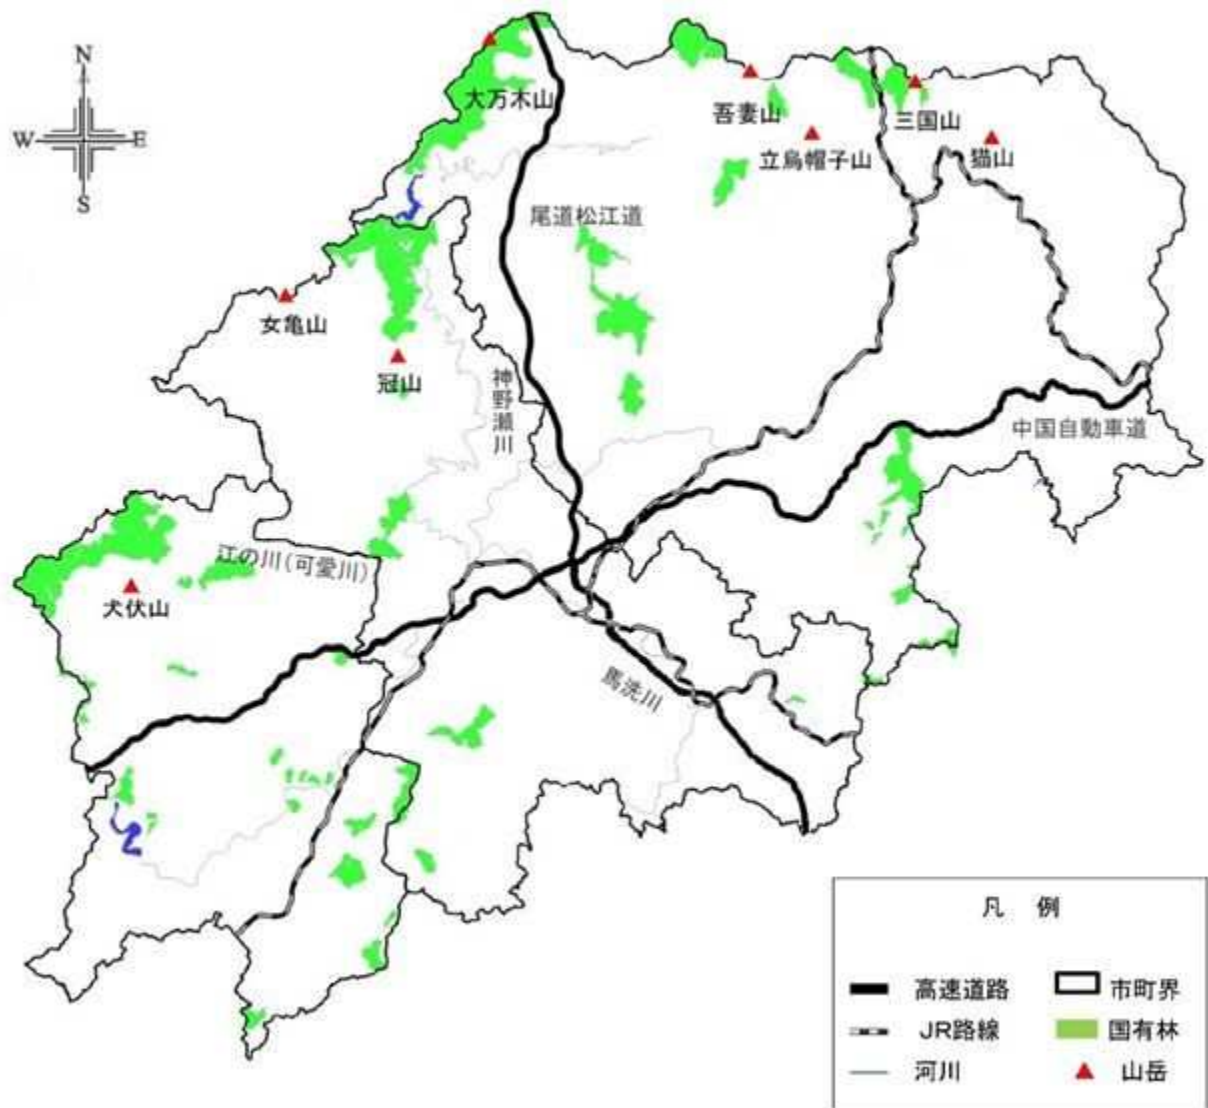 N
W
E
S
大万木山
吾妻山
三国山
立烏帽子山
猫山
尾道松江道
女亀山
冠山
神野瀬川
中国自動車道
江の川(可愛川)
犬伏山
馬洗川
凡 例
高速道路
市町界
JR路線
国有林
河川
山岳